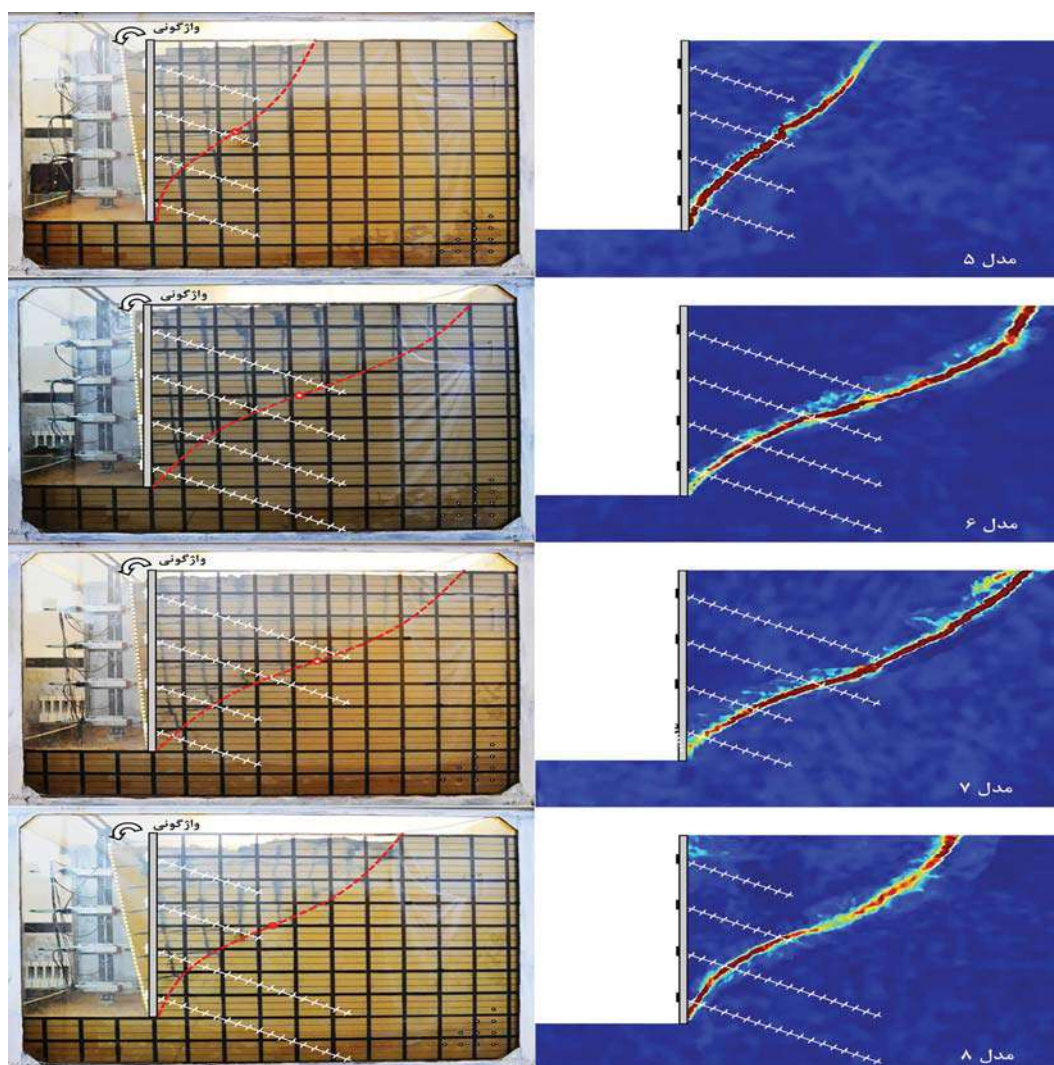 واژگونی
مدل ۵
واژگونی
مدل ۶
واژگونی
مدل ۷
واژگونی
مدل ۸